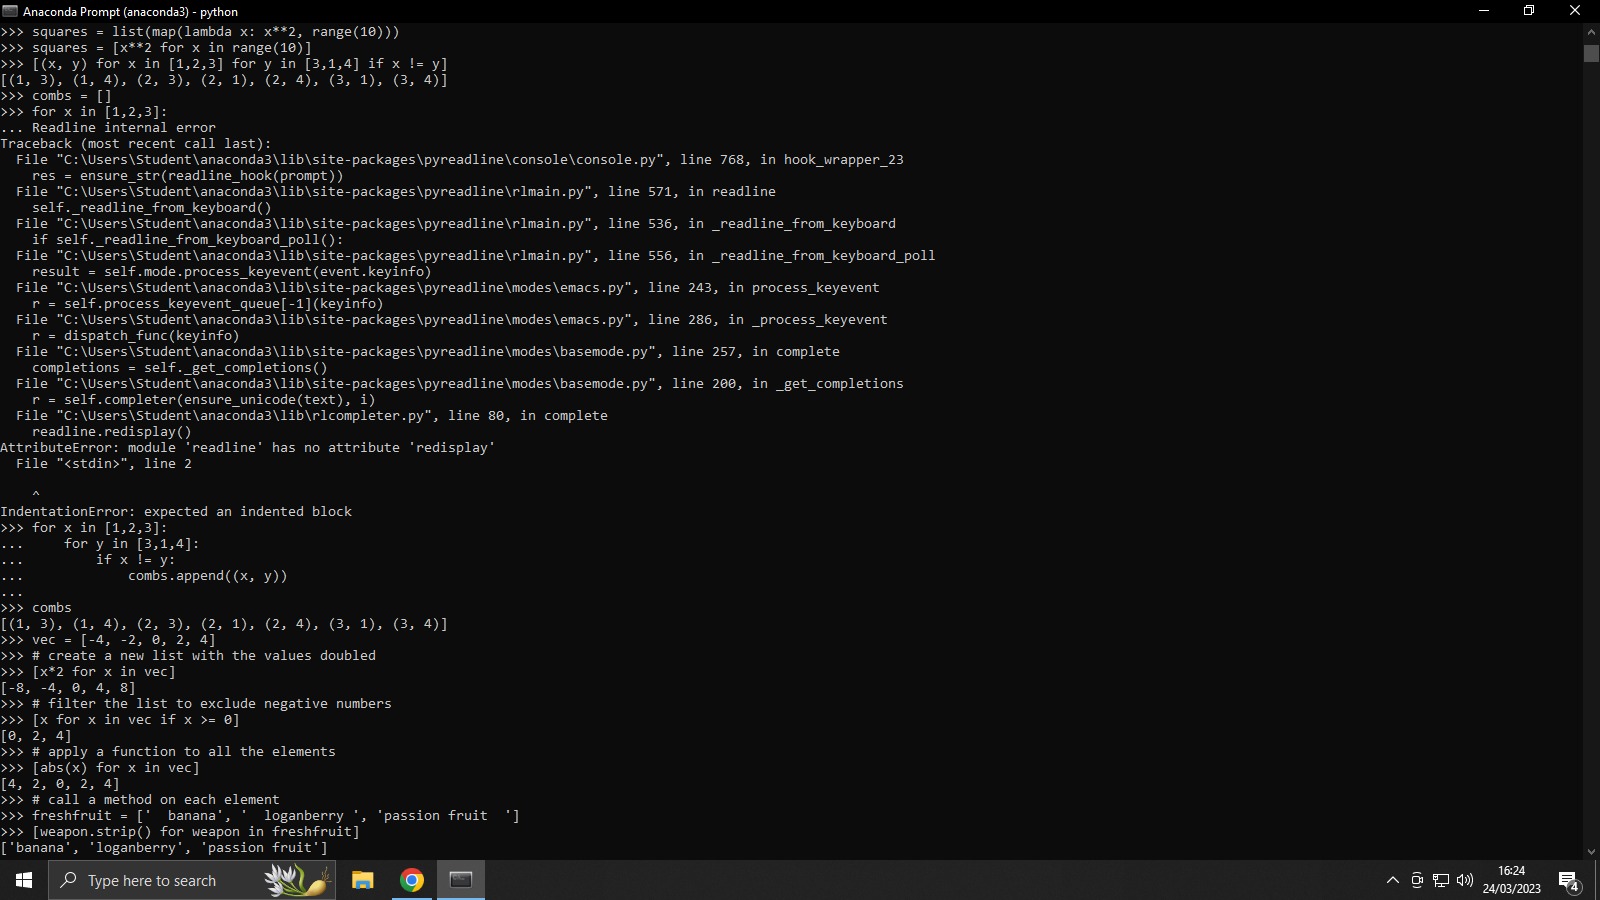 Anaconda Prompt (anaconda3) - python
>>> squares = list(map(lambda x: x**2, range(10)))
>>> squares = [x**2 for x in range(10)]
>>> [(x, y) for x in [1,2,3] for y in [3,1,4] if x != y]
[(1, 3), (1, 4), (2, 3), (2, 1), (2, 4), (3, 1), (3, 4)]
>>> combs = []
>>> for x in [1,2,3]:
... Readline internal error
Traceback (most recent call last):
  File "C:\Users\Student\anaconda3\lib\site-packages\pyreadline\console\console.py", line 768, in hook_wrapper_23
    res = ensure_str(readline_hook(prompt))
  File "C:\Users\Student\anaconda3\lib\site-packages\pyreadline\rlmain.py", line 571, in readline
    self._readline_from_keyboard()
  File "C:\Users\Student\anaconda3\lib\site-packages\pyreadline\rlmain.py", line 536, in _readline_from_keyboard
    if self._readline_from_keyboard_poll():
  File "C:\Users\Student\anaconda3\lib\site-packages\pyreadline\rlmain.py", line 556, in _readline_from_keyboard_poll
    result = self.mode.process_keyevent(event.keyinfo)
  File "C:\Users\Student\anaconda3\lib\site-packages\pyreadline\modes\emacs.py", line 243, in process_keyevent
    r = self.process_keyevent_queue[-1](keyinfo)
  File "C:\Users\Student\anaconda3\lib\site-packages\pyreadline\modes\emacs.py", line 286, in _process_keyevent
    r = dispatch_func(keyinfo)
  File "C:\Users\Student\anaconda3\lib\site-packages\pyreadline\modes\basemode.py", line 257, in complete
    completions = self._get_completions()
  File "C:\Users\Student\anaconda3\lib\site-packages\pyreadline\modes\basemode.py", line 200, in _get_completions
    r = self.completer(ensure_unicode(text), i)
  File "C:\Users\Student\anaconda3\lib\rlcompleter.py", line 80, in complete
    readline.redisplay()
AttributeError: module 'readline' has no attribute 'redisplay'
  File "<stdin>", line 2
    ^
IndentationError: expected an indented block
>>> for x in [1,2,3]:
...     for y in [3,1,4]:
...         if x != y:
...             combs.append((x, y))
...
>>> combs
[(1, 3), (1, 4), (2, 3), (2, 1), (2, 4), (3, 1), (3, 4)]
>>> vec = [-4, -2, 0, 2, 4]
>>> # create a new list with the values doubled
>>> [x*2 for x in vec]
[-8, -4, 0, 4, 8]
>>> # filter the list to exclude negative numbers
>>> [x for x in vec if x >= 0]
[0, 2, 4]
>>> # apply a function to all the elements
>>> [abs(x) for x in vec]
[4, 2, 0, 2, 4]
>>> # call a method on each element
>>> freshfruit = ['  banana', '  loganberry ', 'passion fruit  ']
>>> [weapon.strip() for weapon in freshfruit]
['banana', 'loganberry', 'passion fruit']
Type here to search
16:24
24/03/2023
4